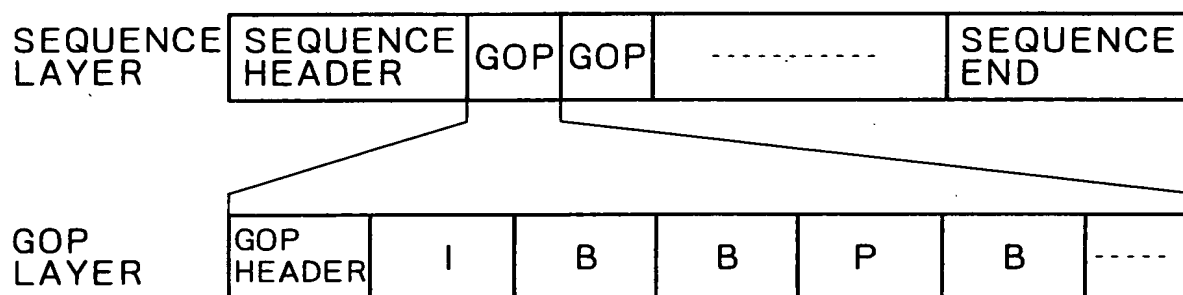 SEQUENCE LAYER
SEQUENCE HEADER
GOP
GOP
-----------
SEQUENCE END
GOP LAYER
GOP HEADER
I
B
B
P
B
-----